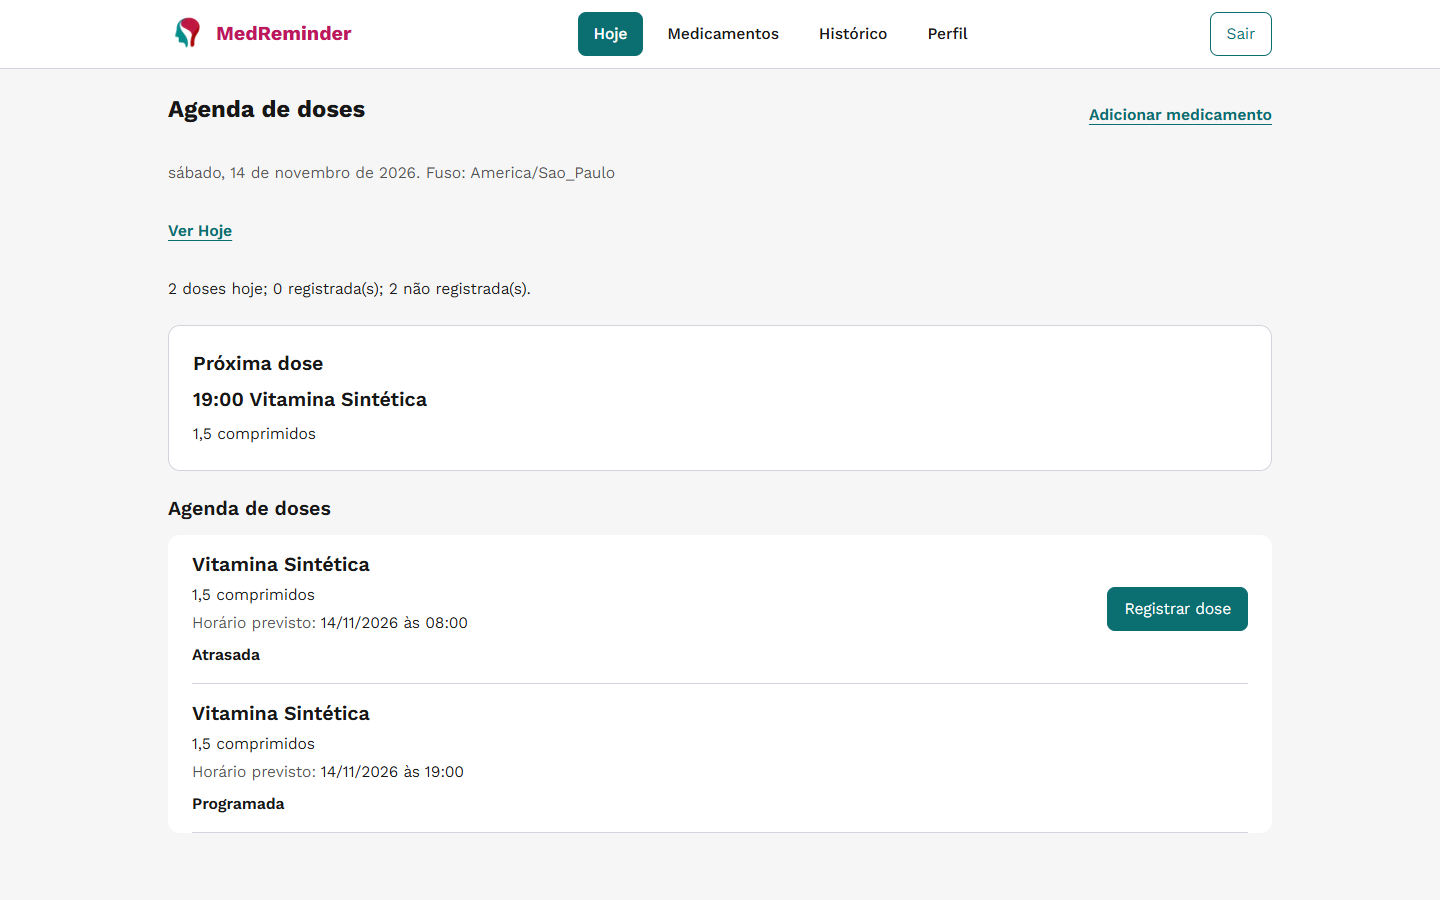 MedReminder
Hoje
Medicamentos
Histórico
Perfil
Sair
Agenda de doses
Adicionar medicamento
sábado, 14 de novembro de 2026. Fuso: America/Sao_Paulo
Ver Hoje
2 doses hoje; 0 registrada(s); 2 não registrada(s).
Próxima dose
19:00 Vitamina Sintética
1,5 comprimidos
Agenda de doses
Vitamina Sintética
1,5 comprimidos
Horário previsto: 14/11/2026 às 08:00
Atrasada
Registrar dose
Vitamina Sintética
1,5 comprimidos
Horário previsto: 14/11/2026 às 19:00
Programada